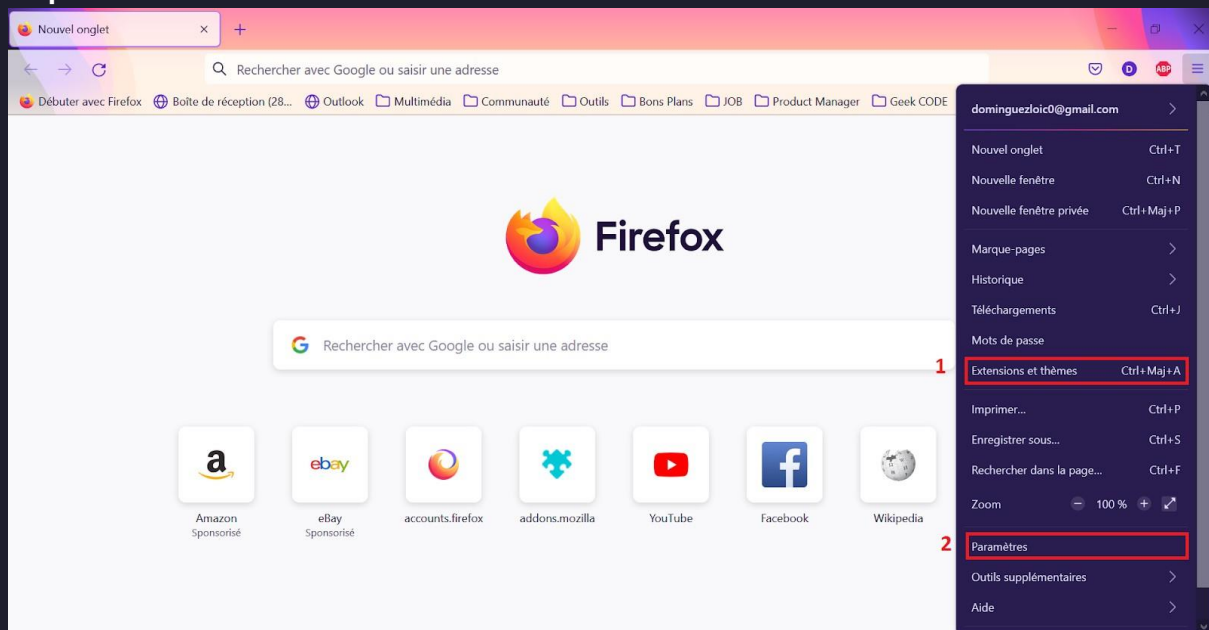 Nouvel onglet
Rechercher avec Google ou saisir une adresse
D
ABP
Débuter avec Firefox
Boîte de réception (28...
Outlook
Multimédia
Communauté
Outils
Bons Plans
JOB
Product Manager
Geek CODE
dominguezloic0@gmail.com
Nouvel onglet Ctrl+T
Nouvelle fenêtre Ctrl+N
Nouvelle fenêtre privée Ctrl+Maj+P
Marque-pages
Historique
Téléchargements Ctrl+J
Mots de passe
1
Extensions et thèmes Ctrl+Maj+A
Imprimer... Ctrl+P
Enregistrer sous... Ctrl+S
Rechercher dans la page... Ctrl+F
Zoom 100 %
2
Paramètres
Outils supplémentaires
Aide
Firefox
Rechercher avec Google ou saisir une adresse
a
ebay
f
Amazon
Sponsorisé
eBay
Sponsorisé
accounts.firefox
addons.mozilla
YouTube
Facebook
Wikipedia